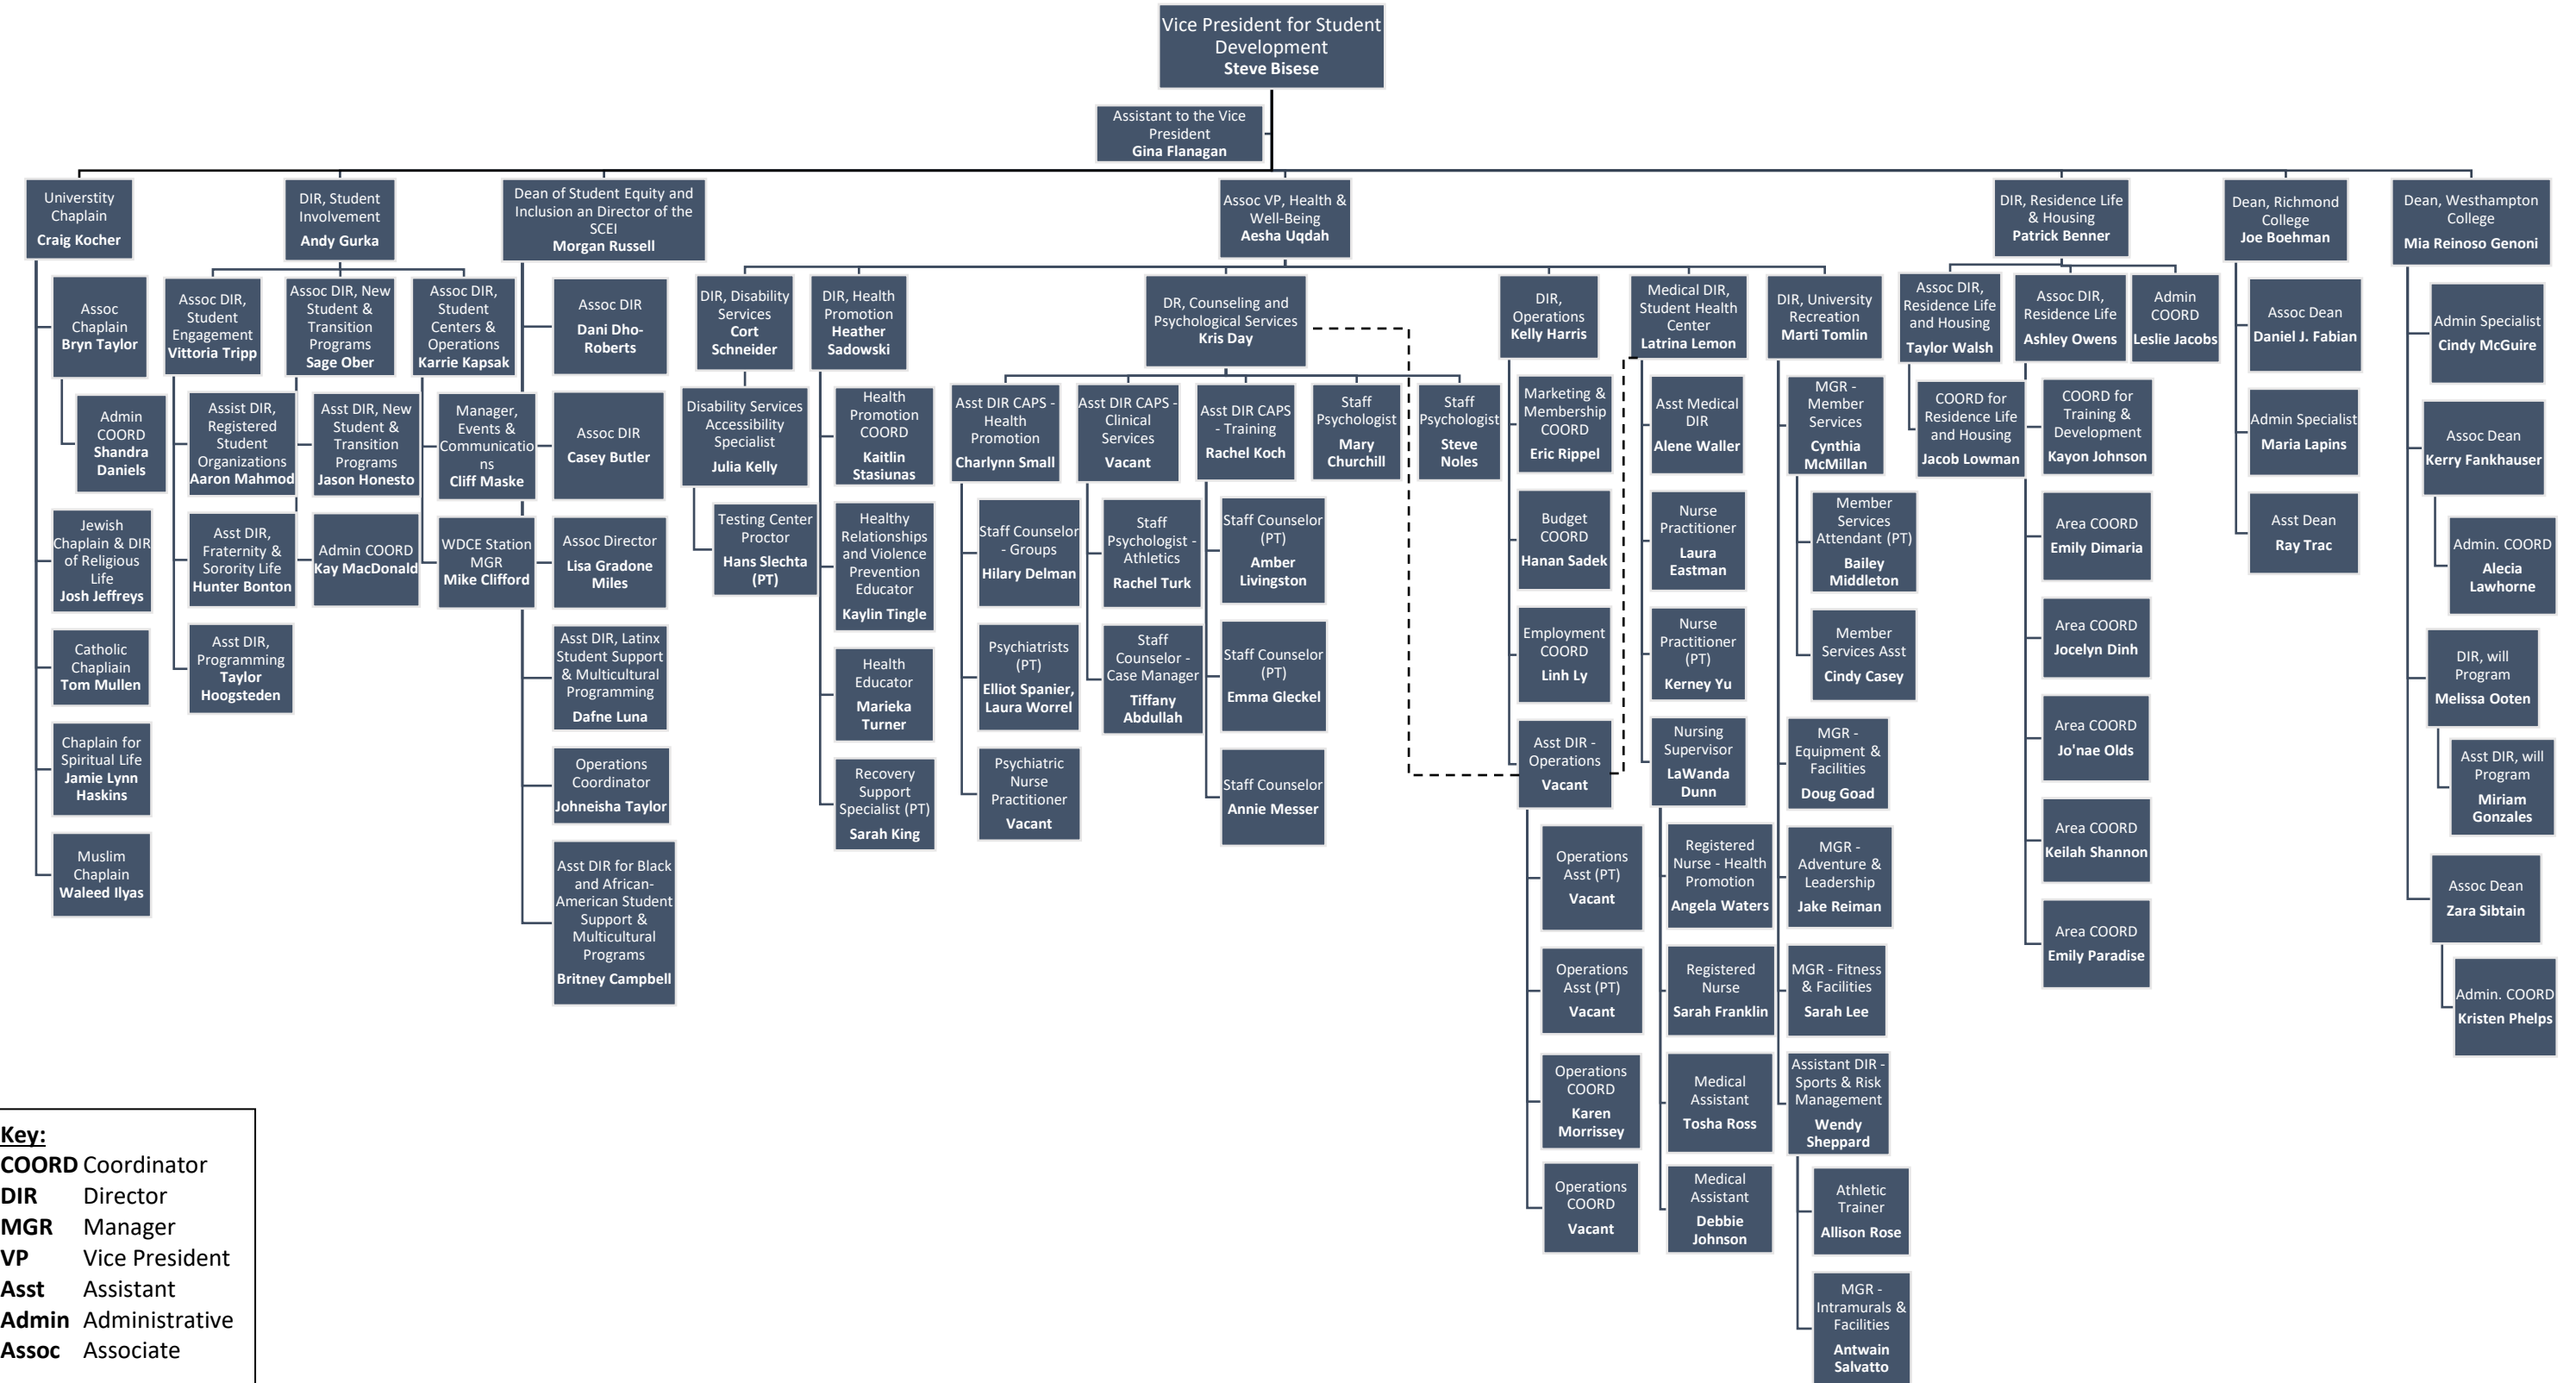 Vice President for Student
Development
Steve Bisese
Assistant to the Vice
President
Gina Flanagan
Universtity
Chaplain
Craig Kocher
Assoc
Chaplain
Bryn Taylor
Admin
COORD
Shandra
Daniels
Jewish
Chaplain & DIR
of Religious
Life
Josh Jeffreys
Catholic
Chapliain
Tom Mullen
Chaplain for
Spiritual Life
Jamie Lynn
Haskins
Muslim
Chaplain
Waleed Ilyas
DIR, Student
Involvement
Andy Gurka
Assoc DIR,
Student
Engagement
Vittoria Tripp
Assist DIR,
Registered
Student
Organizations
Aaron Mahmod
Asst DIR,
Fraternity &
Sorority Life
Hunter Bonton
Asst DIR,
Programming
Taylor
Hoogsteden
Assoc DIR, New
Student &
Transition
Programs
Sage Ober
Asst DIR, New
Student &
Transition
Programs
Jason Honesto
Admin COORD
Kay MacDonald
Assoc DIR,
Student
Centers &
Operations
Karrie Kapsak
Manager,
Events &
Communicatio
ns
Cliff Maske
WDCE Station
MGR
Mike Clifford
Dean of Student Equity and
Inclusion an Director of the
SCEI
Morgan Russell
Assoc DIR
Dani Dho-
Roberts
Assoc DIR
Casey Butler
Assoc Director
Lisa Gradone
Miles
Asst DIR, Latinx
Student Support
& Multicultural
Programming
Dafne Luna
Operations
Coordinator
Johneisha Taylor
Asst DIR for Black
and African-
American Student
Support &
Multicultural
Programs
Britney Campbell
Assoc VP, Health &
Well-Being
Aesha Uqdah
DIR, Disability
Services
Cort
Schneider
Disability Services
Accessibility
Specialist
Julia Kelly
Testing Center
Proctor
Hans Slechta
(PT)
DIR, Health
Promotion
Heather
Sadowski
Health
Promotion
COORD
Kaitlin
Stasiunas
Healthy
Relationships
and Violence
Prevention
Educator
Kaylin Tingle
Health
Educator
Marieka
Turner
Recovery
Support
Specialist (PT)
Sarah King
DR, Counseling and
Psychological Services
Kris Day
Asst DIR CAPS -
Health
Promotion
Charlynn Small
Staff Counselor
- Groups
Hilary Delman
Psychiatrists
(PT)
Elliot Spanier,
Laura Worrel
Psychiatric
Nurse
Practitioner
Vacant
Asst DIR CAPS -
Clinical
Services
Vacant
Staff
Psychologist -
Athletics
Rachel Turk
Staff
Counselor -
Case Manager
Tiffany
Abdullah
Asst DIR CAPS
- Training
Rachel Koch
Staff Counselor
(PT)
Amber
Livingston
Staff Counselor
(PT)
Emma Gleckel
Staff Counselor
Annie Messer
Staff
Psychologist
Mary
Churchill
Staff
Psychologist
Steve
Noles
DIR,
Operations
Kelly Harris
Marketing &
Membership
COORD
Eric Rippel
Budget
COORD
Hanan Sadek
Employment
COORD
Linh Ly
Asst DIR -
Operations
Vacant
Operations
Asst (PT)
Vacant
Operations
Asst (PT)
Vacant
Operations
COORD
Karen
Morrissey
Operations
COORD
Vacant
Medical DIR,
Student Health
Center
Latrina Lemon
Asst Medical
DIR
Alene Waller
Nurse
Practitioner
Laura
Eastman
Nurse
Practitioner
(PT)
Kerney Yu
Nursing
Supervisor
LaWanda
Dunn
Registered
Nurse - Health
Promotion
Angela Waters
Registered
Nurse
Sarah Franklin
Medical
Assistant
Tosha Ross
Medical
Assistant
Debbie
Johnson
DIR, University
Recreation
Marti Tomlin
MGR -
Member
Services
Cynthia
McMillan
Member
Services
Attendant (PT)
Bailey
Middleton
Member
Services Asst
Cindy Casey
MGR -
Equipment &
Facilities
Doug Goad
MGR -
Adventure &
Leadership
Jake Reiman
MGR - Fitness
& Facilities
Sarah Lee
Assistant DIR -
Sports & Risk
Management
Wendy
Sheppard
Athletic
Trainer
Allison Rose
MGR -
Intramurals &
Facilities
Antwain
Salvatto
DIR, Residence Life
& Housing
Patrick Benner
Assoc DIR,
Residence Life
and Housing
Taylor Walsh
COORD for
Residence Life
and Housing
Jacob Lowman
Assoc DIR,
Residence Life
Ashley Owens
COORD for
Training &
Development
Kayon Johnson
Area COORD
Emily Dimaria
Area COORD
Jocelyn Dinh
Area COORD
Jo'nae Olds
Area COORD
Keilah Shannon
Area COORD
Emily Paradise
Admin
COORD
Leslie Jacobs
Dean, Richmond
College
Joe Boehman
Assoc Dean
Daniel J. Fabian
Admin Specialist
Maria Lapins
Asst Dean
Ray Trac
Dean, Westhampton
College
Mia Reinoso Genoni
Admin Specialist
Cindy McGuire
Assoc Dean
Kerry Fankhauser
Admin. COORD
Alecia
Lawhorne
DIR, will
Program
Melissa Ooten
Asst DIR, will
Program
Miriam
Gonzales
Assoc Dean
Zara Sibtain
Admin. COORD
Kristen Phelps
Key:
COORD Coordinator
DIR Director
MGR Manager
VP Vice President
Asst Assistant
Admin Administrative
Assoc Associate